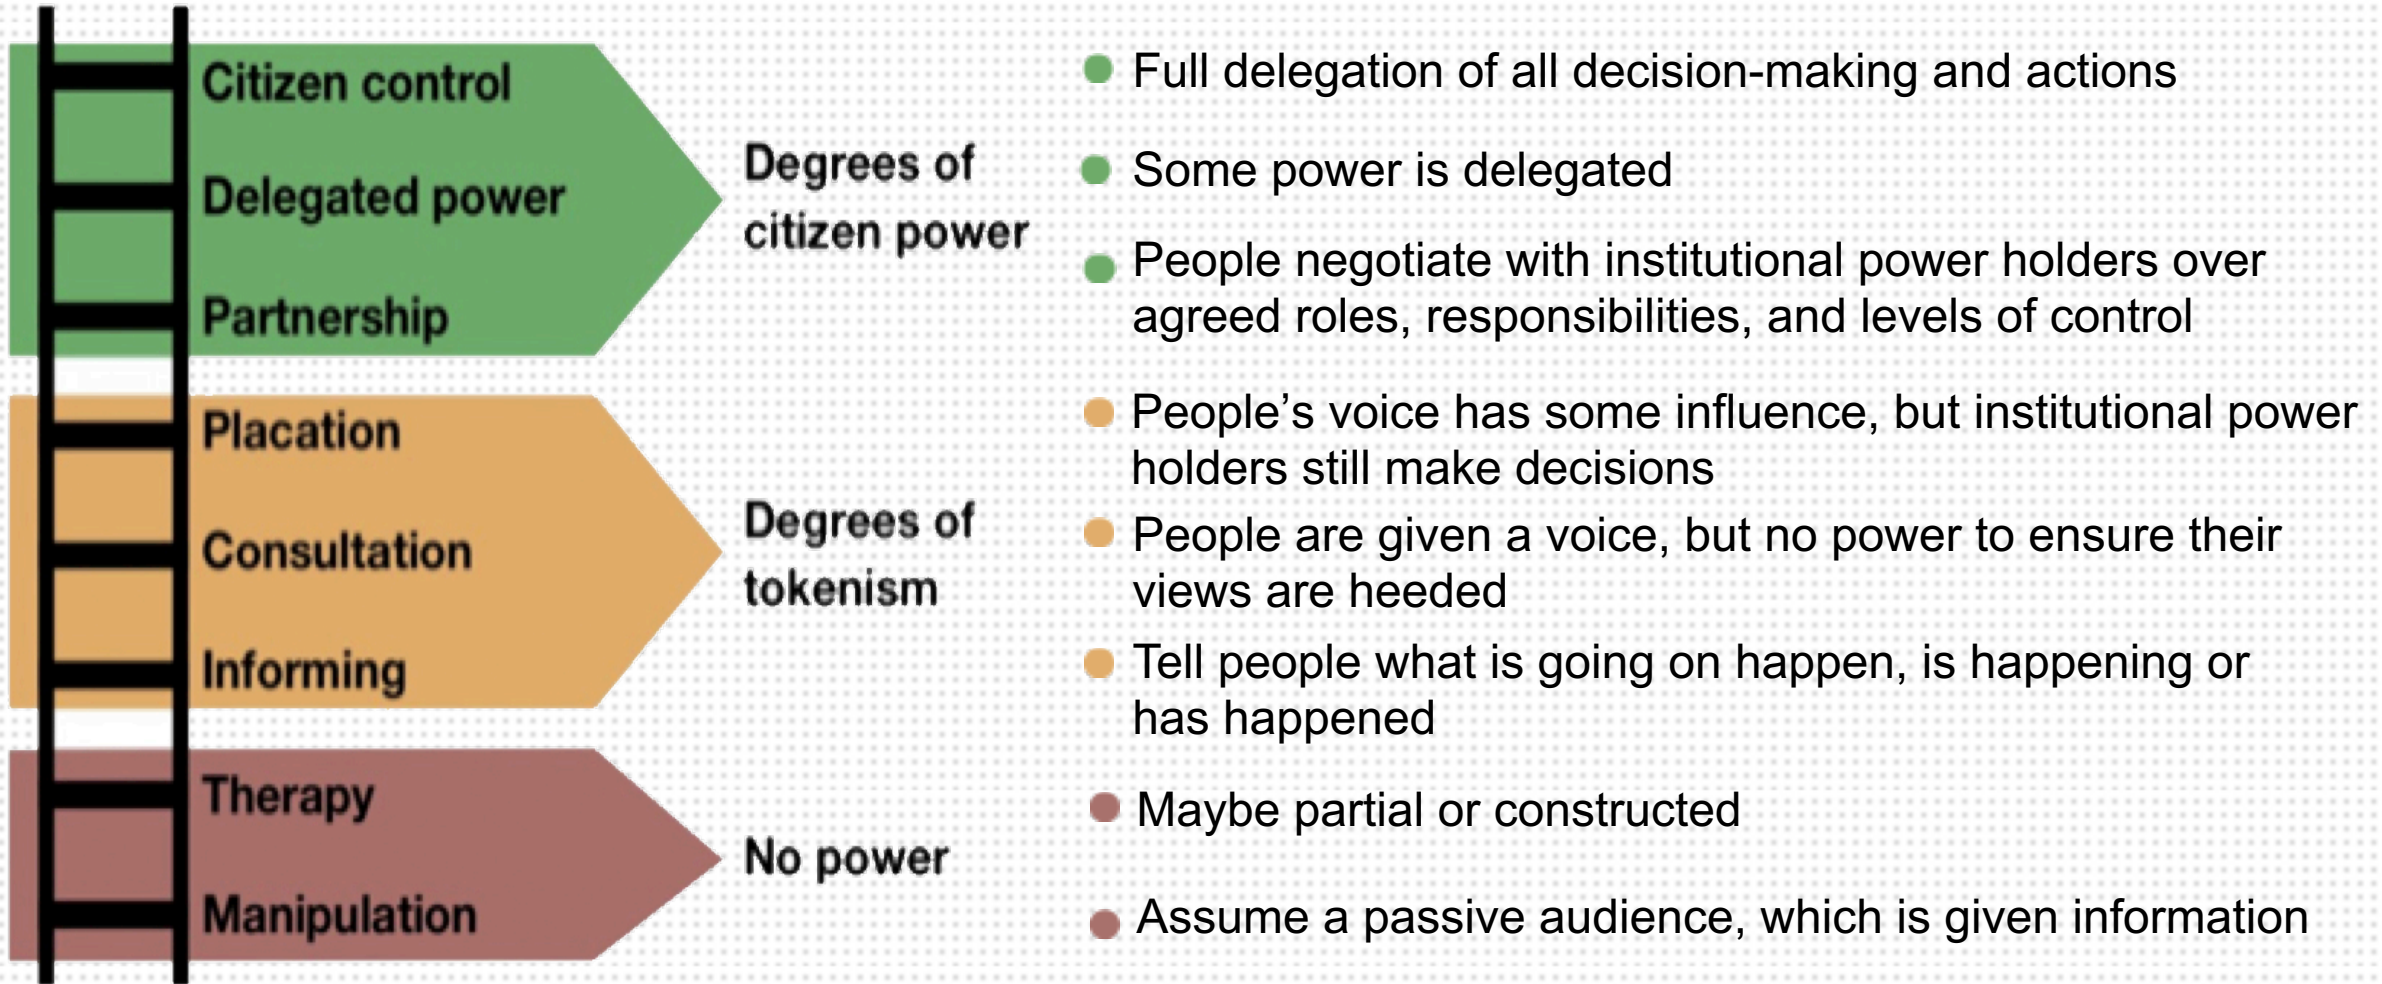 Citizen control
Delegated power
Partnership
Degrees of
citizen power
Full delegation of all decision-making and actions
Some power is delegated
People negotiate with institutional power holders over
agreed roles, responsibilities, and levels of control
Placation
Consultation
Informing
Degrees of
tokenism
People’s voice has some influence, but institutional power
holders still make decisions
People are given a voice, but no power to ensure their
views are heeded
Tell people what is going on happen, is happening or
has happened
Therapy
Manipulation
No power
Maybe partial or constructed
Assume a passive audience, which is given information